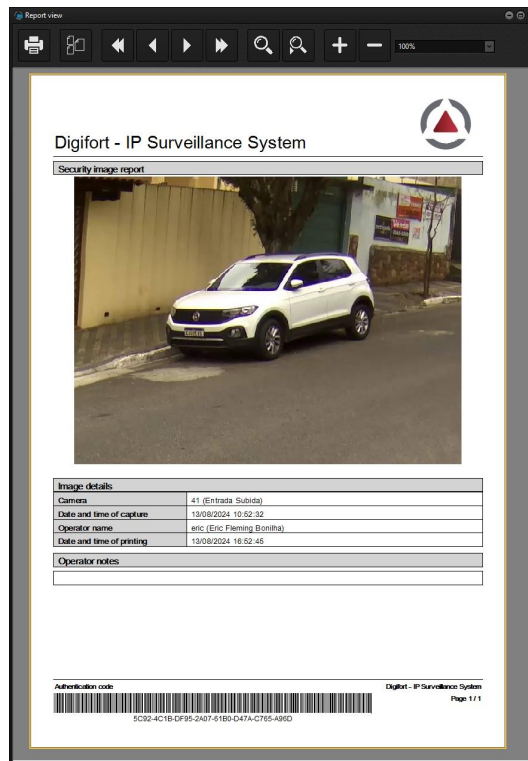 Report view
100%
Digifort - IP Surveillance System
Security image report
Image details
Camera 41 (Entrada Subida)
Date and time of capture 13/08/2024 10:52:32
Operator name eric (Eric Fleming Bonilha)
Date and time of printing 13/08/2024 16:52:45
Operator notes
Authentication code Digifort - IP Surveillance System
Page 1 / 1
5C92-4C1B-DF95-2A07-61B0-D47A-C765-A96D